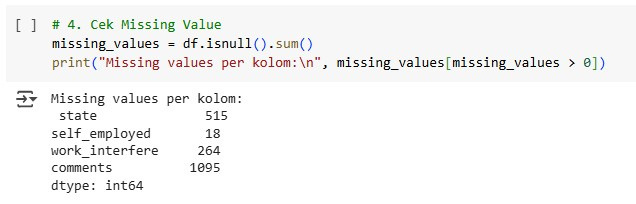 [ ] # 4. Cek Missing Value
missing_values = df.isnull().sum()
print("Missing values per kolom:\n", missing_values[missing_values > 0])
Missing values per kolom:
 state             515
self_employed       18
work_interfere     264
comments          1095
dtype: int64